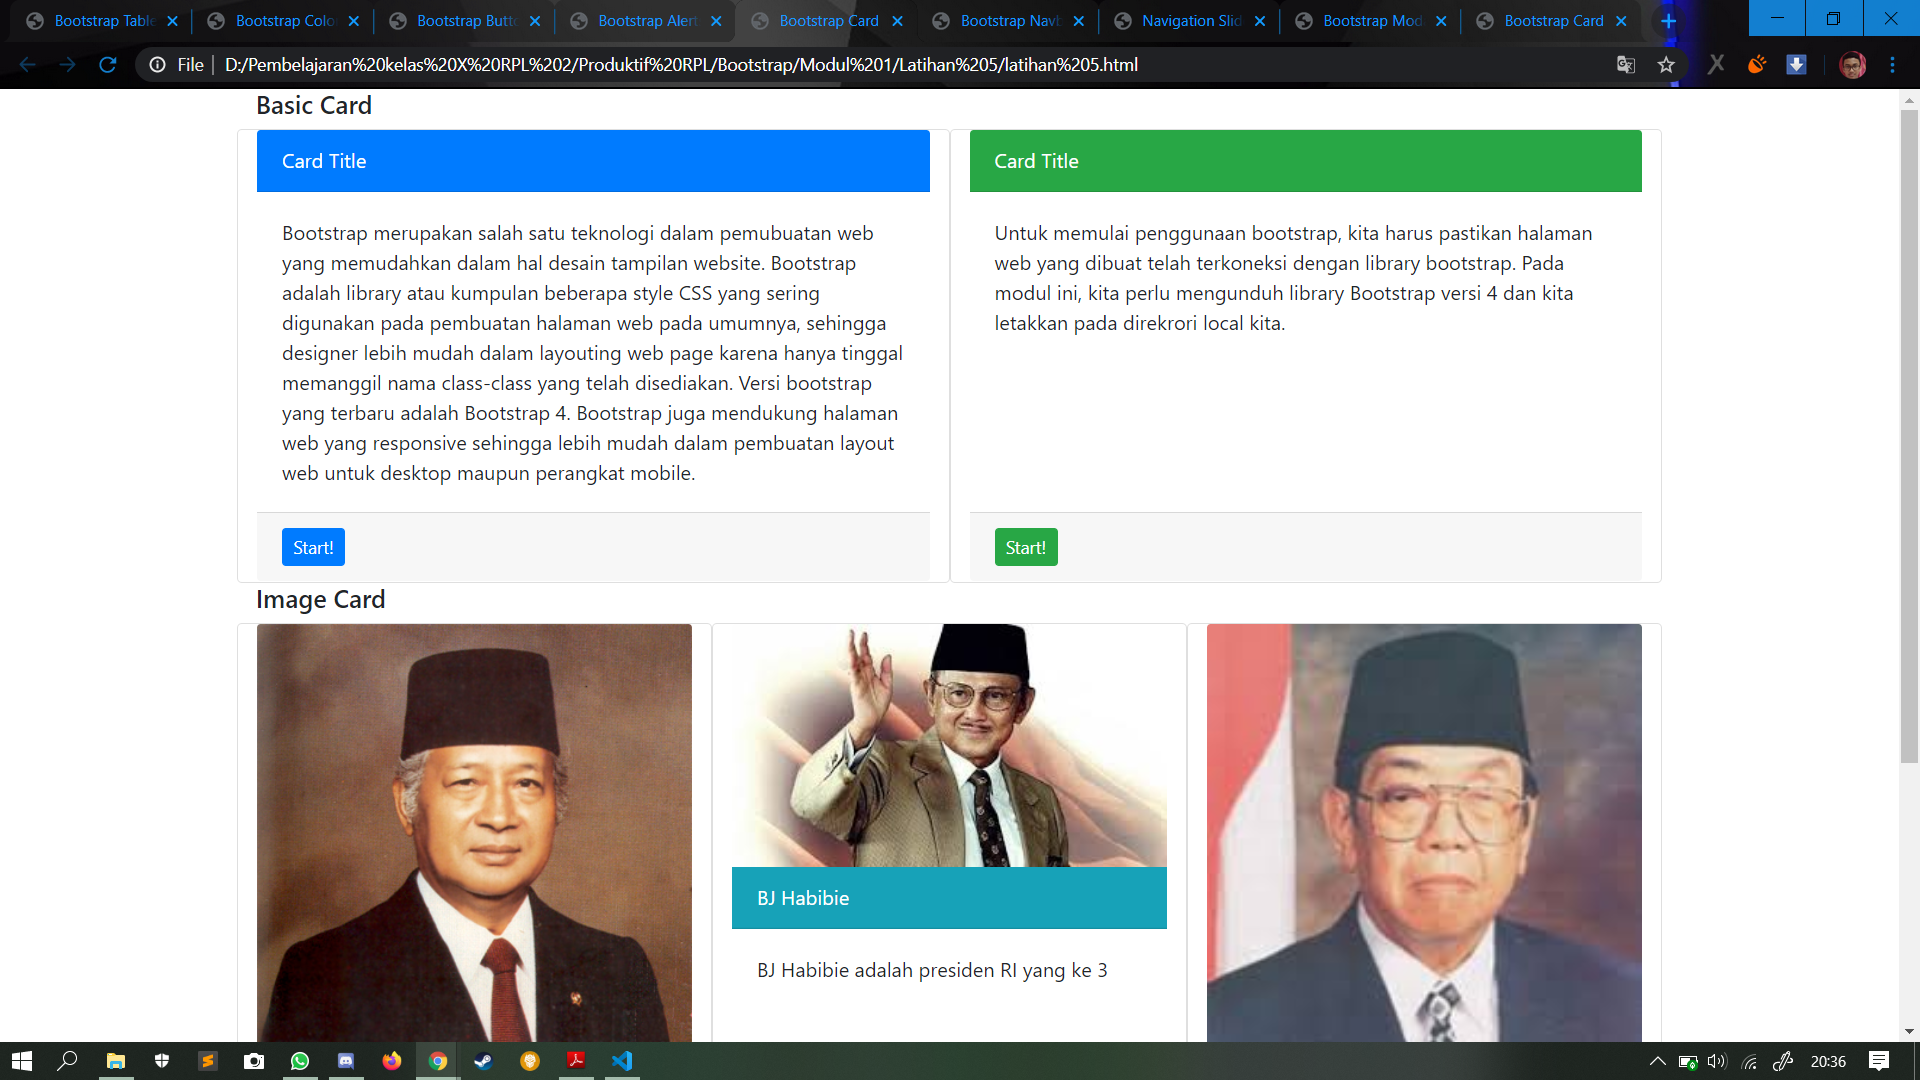 Bootstrap Table
Bootstrap Colo
Bootstrap Butt
Bootstrap Alert
Bootstrap Card
Bootstrap Navb
Navigation Slid
Bootstrap Mod
Bootstrap Card
File
D:/Pembelajaran%20kelas%20X%20RPL%202/Produktif%20RPL/Bootstrap/Modul%201/Latihan%205/latihan%205.html
Basic Card
Card Title
Bootstrap merupakan salah satu teknologi dalam pemubuatan web
yang memudahkan dalam hal desain tampilan website. Bootstrap
adalah library atau kumpulan beberapa style CSS yang sering
digunakan pada pembuatan halaman web pada umumnya, sehingga
designer lebih mudah dalam layouting web page karena hanya tinggal
memanggil nama class-class yang telah disediakan. Versi bootstrap
yang terbaru adalah Bootstrap 4. Bootstrap juga mendukung halaman
web yang responsive sehingga lebih mudah dalam pembuatan layout
web untuk desktop maupun perangkat mobile.
Start!
Card Title
Untuk memulai penggunaan bootstrap, kita harus pastikan halaman
web yang dibuat telah terkoneksi dengan library bootstrap. Pada
modul ini, kita perlu mengunduh library Bootstrap versi 4 dan kita
letakkan pada direkrori local kita.
Start!
Image Card
BJ Habibie
BJ Habibie adalah presiden RI yang ke 3
20:36